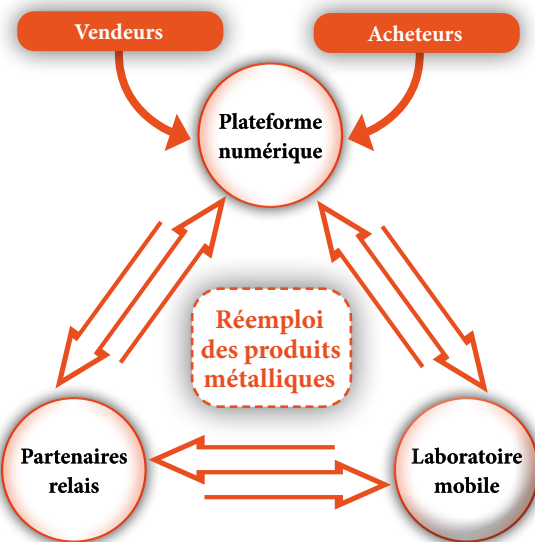 Vendeurs
Acheteurs
Plateforme
numérique
Réemploi
des produits
métalliques
Partenaires
relais
Laboratoire
mobile